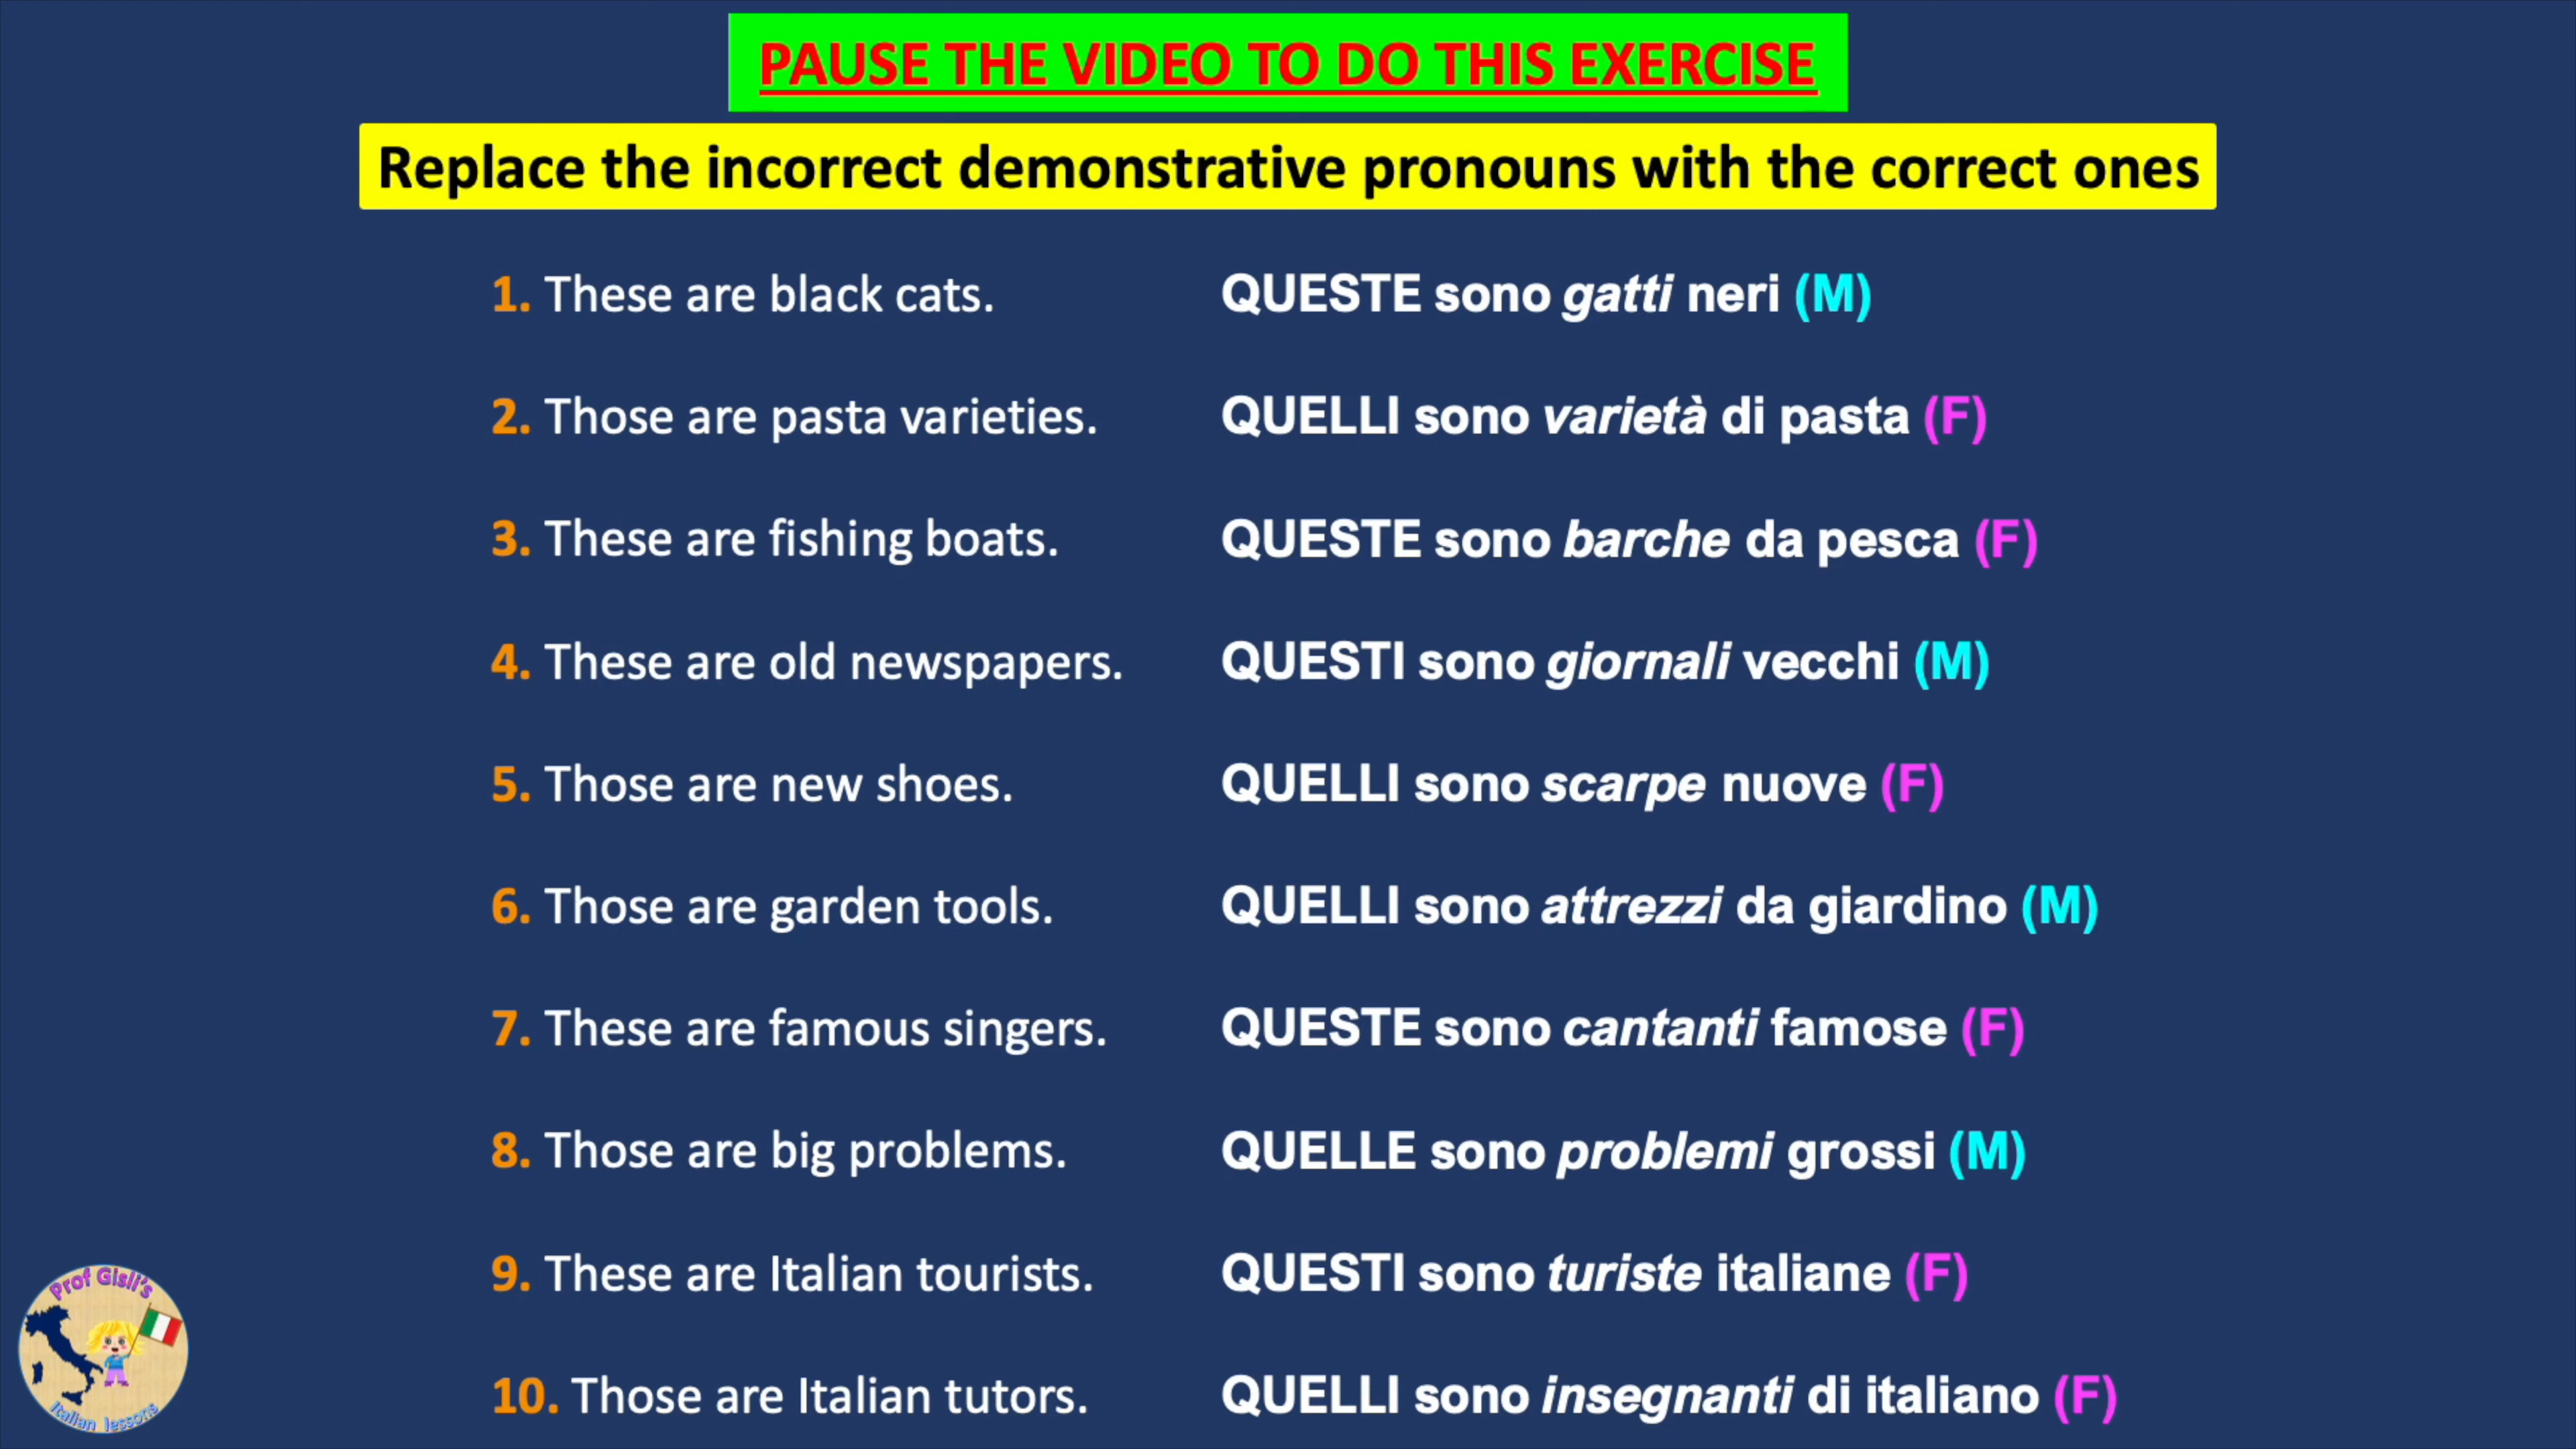 PAUSE THE VIDEO TO DO THIS EXERCISE
Replace the incorrect demonstrative pronouns with the correct ones
1. These are black cats. QUESTE sono gatti neri (M)
2. Those are pasta varieties. QUELLI sono varietà di pasta (F)
3. These are fishing boats. QUESTE sono barche da pesca (F)
4. These are old newspapers. QUESTI sono giornali vecchi (M)
5. Those are new shoes. QUELLI sono scarpe nuove (F)
6. Those are garden tools. QUELLI sono attrezzi da giardino (M)
7. These are famous singers. QUESTE sono cantanti famose (F)
8. Those are big problems. QUELLE sono problemi grossi (M)
9. These are Italian tourists. QUESTI sono turiste italiane (F)
10. Those are Italian tutors. QUELLI sono insegnanti di italiano (F)
Prof Gisli's
Italian lessons